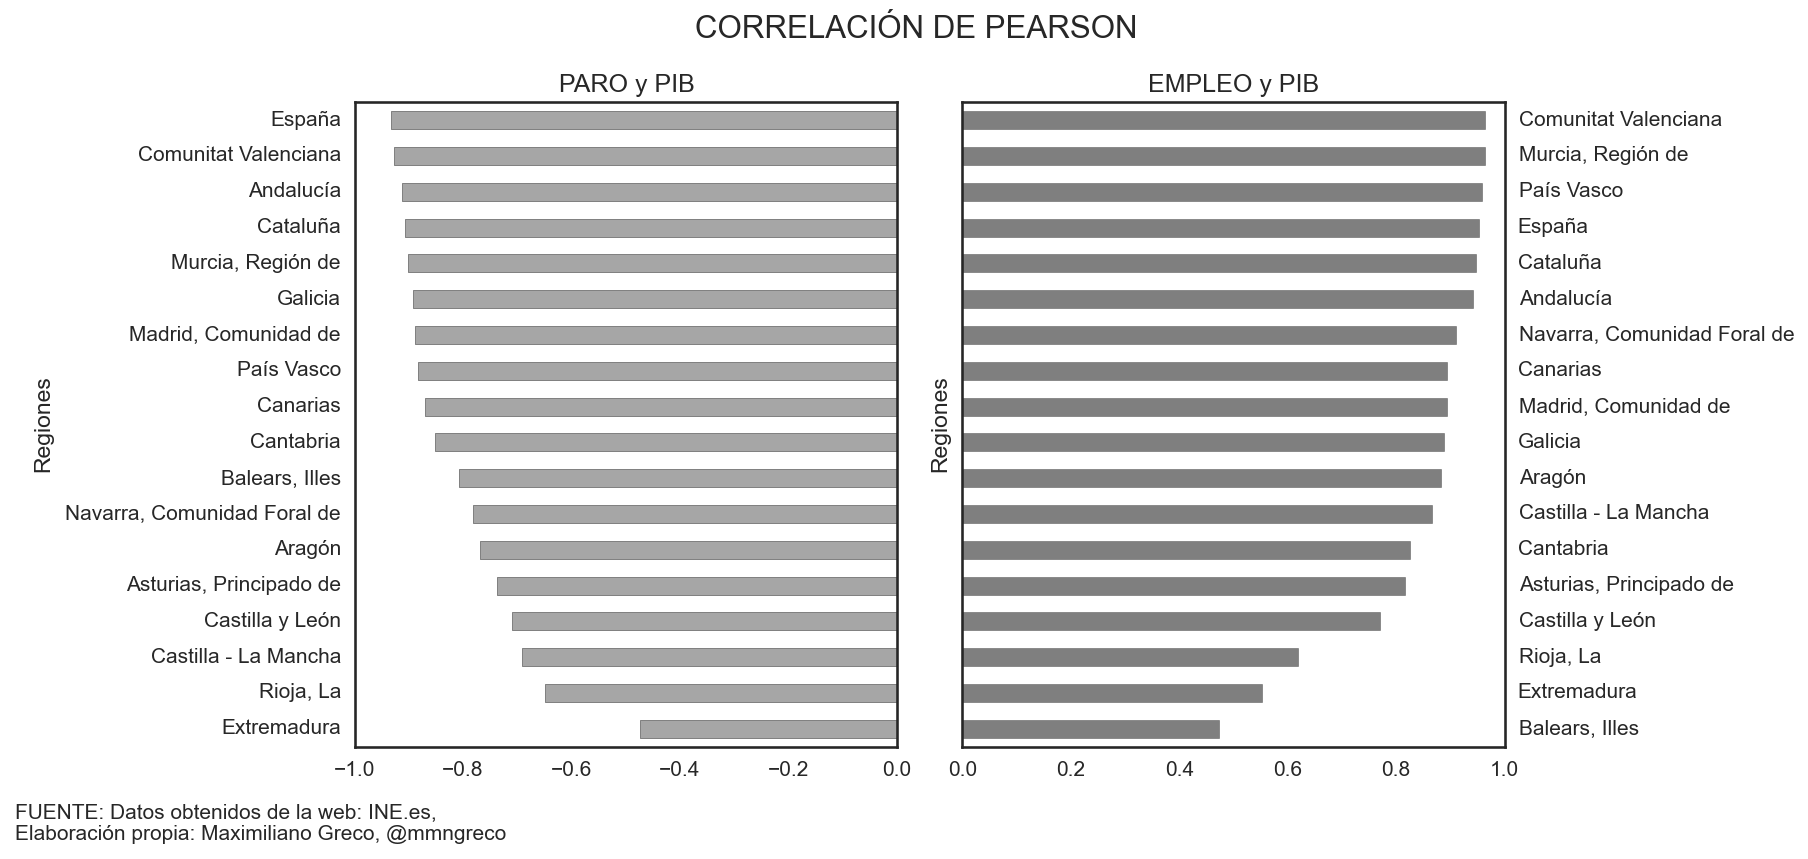 CORRELACIÓN DE PEARSON
PARO y PIB
Regiones
España
Comunitat Valenciana
Andalucía
Cataluña
Murcia, Región de
Galicia
Madrid, Comunidad de
País Vasco
Canarias
Cantabria
Balears, Illes
Navarra, Comunidad Foral de
Aragón
Asturias, Principado de
Castilla y León
Castilla - La Mancha
Rioja, La
Extremadura
−1.0 −0.8 −0.6 −0.4 −0.2 0.0
EMPLEO y PIB
Regiones
Comunitat Valenciana
Murcia, Región de
País Vasco
España
Cataluña
Andalucía
Navarra, Comunidad Foral de
Canarias
Madrid, Comunidad de
Galicia
Aragón
Castilla - La Mancha
Cantabria
Asturias, Principado de
Castilla y León
Rioja, La
Extremadura
Balears, Illes
0.0 0.2 0.4 0.6 0.8 1.0
FUENTE: Datos obtenidos de la web: INE.es,
Elaboración propia: Maximiliano Greco, @mmngreco